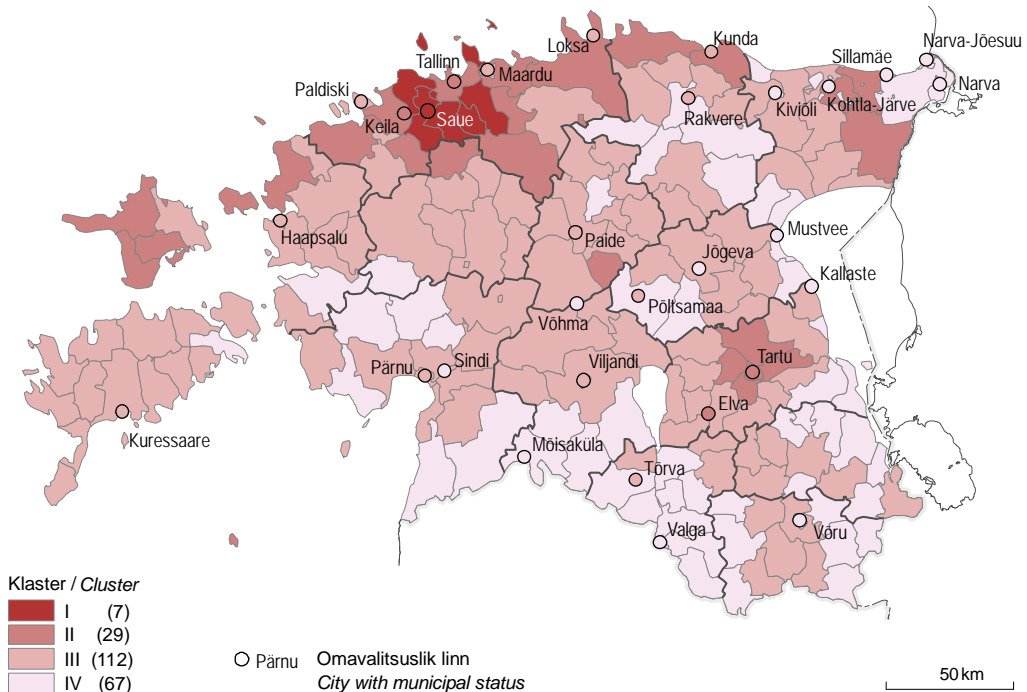 Loksa
Kunda
Narva-Jõesuu
Tallinn
Sillamäe
Maardu
Paldiski
Narva
Keila
Saue
Rakvere
Kiviõli
Kohtla-Järve
Haapsalu
Paide
Mustvee
Jõgeva
Kallaste
Põltsamaa
Võhma
Pärnu
Sindi
Viljandi
Tartu
Elva
Kuressaare
Mõisaküla
Tõrva
Valga
Võru
Klaster / Cluster
I (7)
II (29)
III (112)
IV (67)
Pärnu Omavalitsuslik linn
City with municipal status
50 km